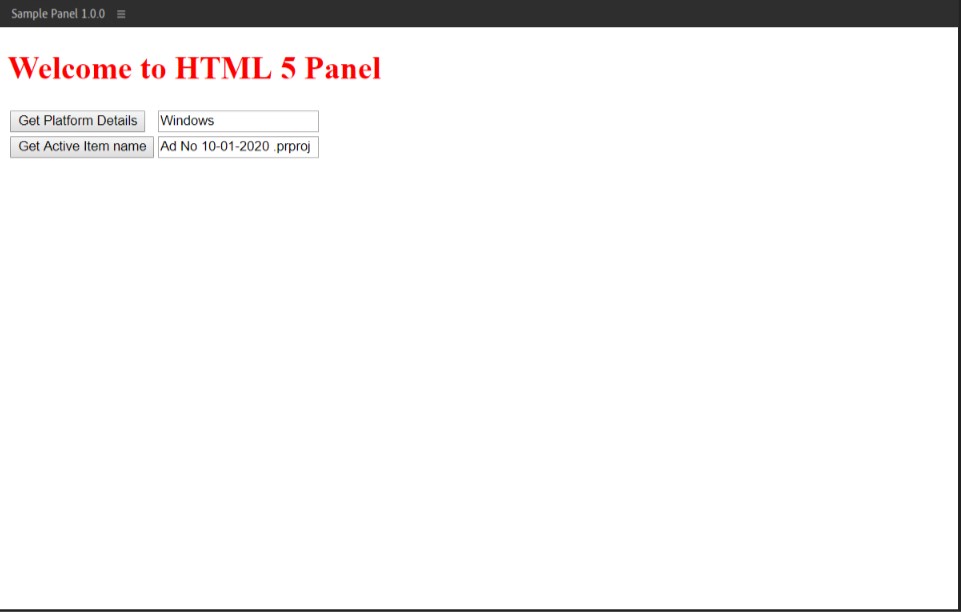 Sample Panel 1.0.0
Welcome to HTML 5 Panel
Get Platform Details Windows
Get Active Item name Ad No 10-01-2020 .prproj